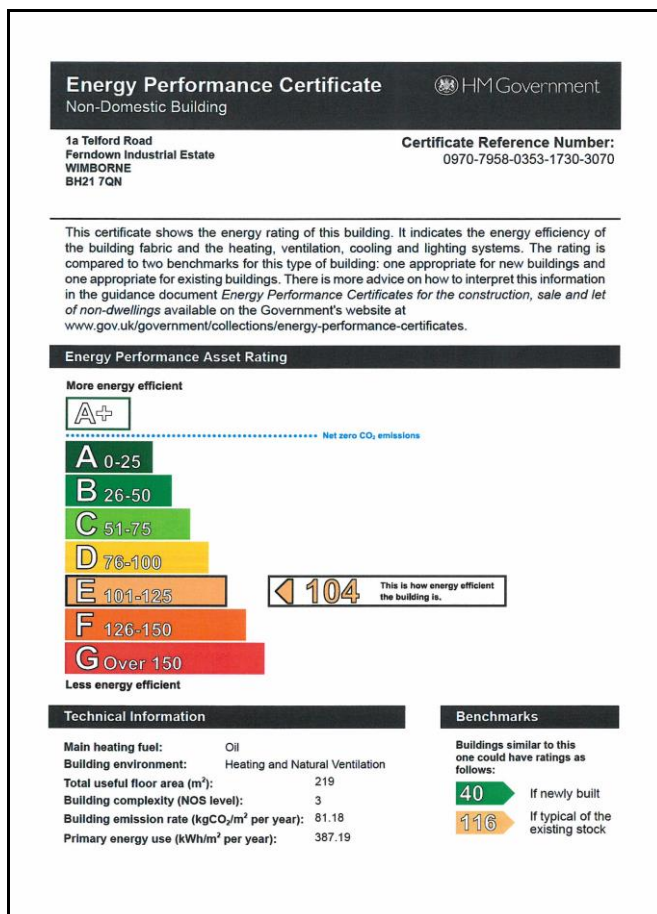 Energy Performance Certificate
HM Government
Non-Domestic Building
1a Telford Road
Ferndown Industrial Estate
WIMBORNE
BH21 7QN
Certificate Reference Number:
0970-7958-0353-1730-3070
This certificate shows the energy rating of this building. It indicates the energy efficiency of
the building fabric and the heating, ventilation, cooling and lighting systems. The rating is
compared to two benchmarks for this type of building: one appropriate for new buildings and
one appropriate for existing buildings. There is more advice on how to interpret this information
in the guidance document Energy Performance Certificates for the construction, sale and let
of non-dwellings available on the Government's website at
www.gov.uk/government/collections/energy-performance-certificates.
Energy Performance Asset Rating
More energy efficient
A+
Net zero CO₂ emissions
A 0-25
B 26-50
C 51-75
D 76-100
E 101-125
104
This is how energy efficient
the building is.
F 126-150
G Over 150
Less energy efficient
Technical Information
Main heating fuel: Oil
Building environment: Heating and Natural Ventilation
Total useful floor area (m²): 219
Building complexity (NOS level): 3
Building emission rate (kgCO₂/m² per year): 81.18
Primary energy use (kWh/m² per year): 387.19
Benchmarks
Buildings similar to this
one could have ratings as
follows:
40 If newly built
116 If typical of the
existing stock